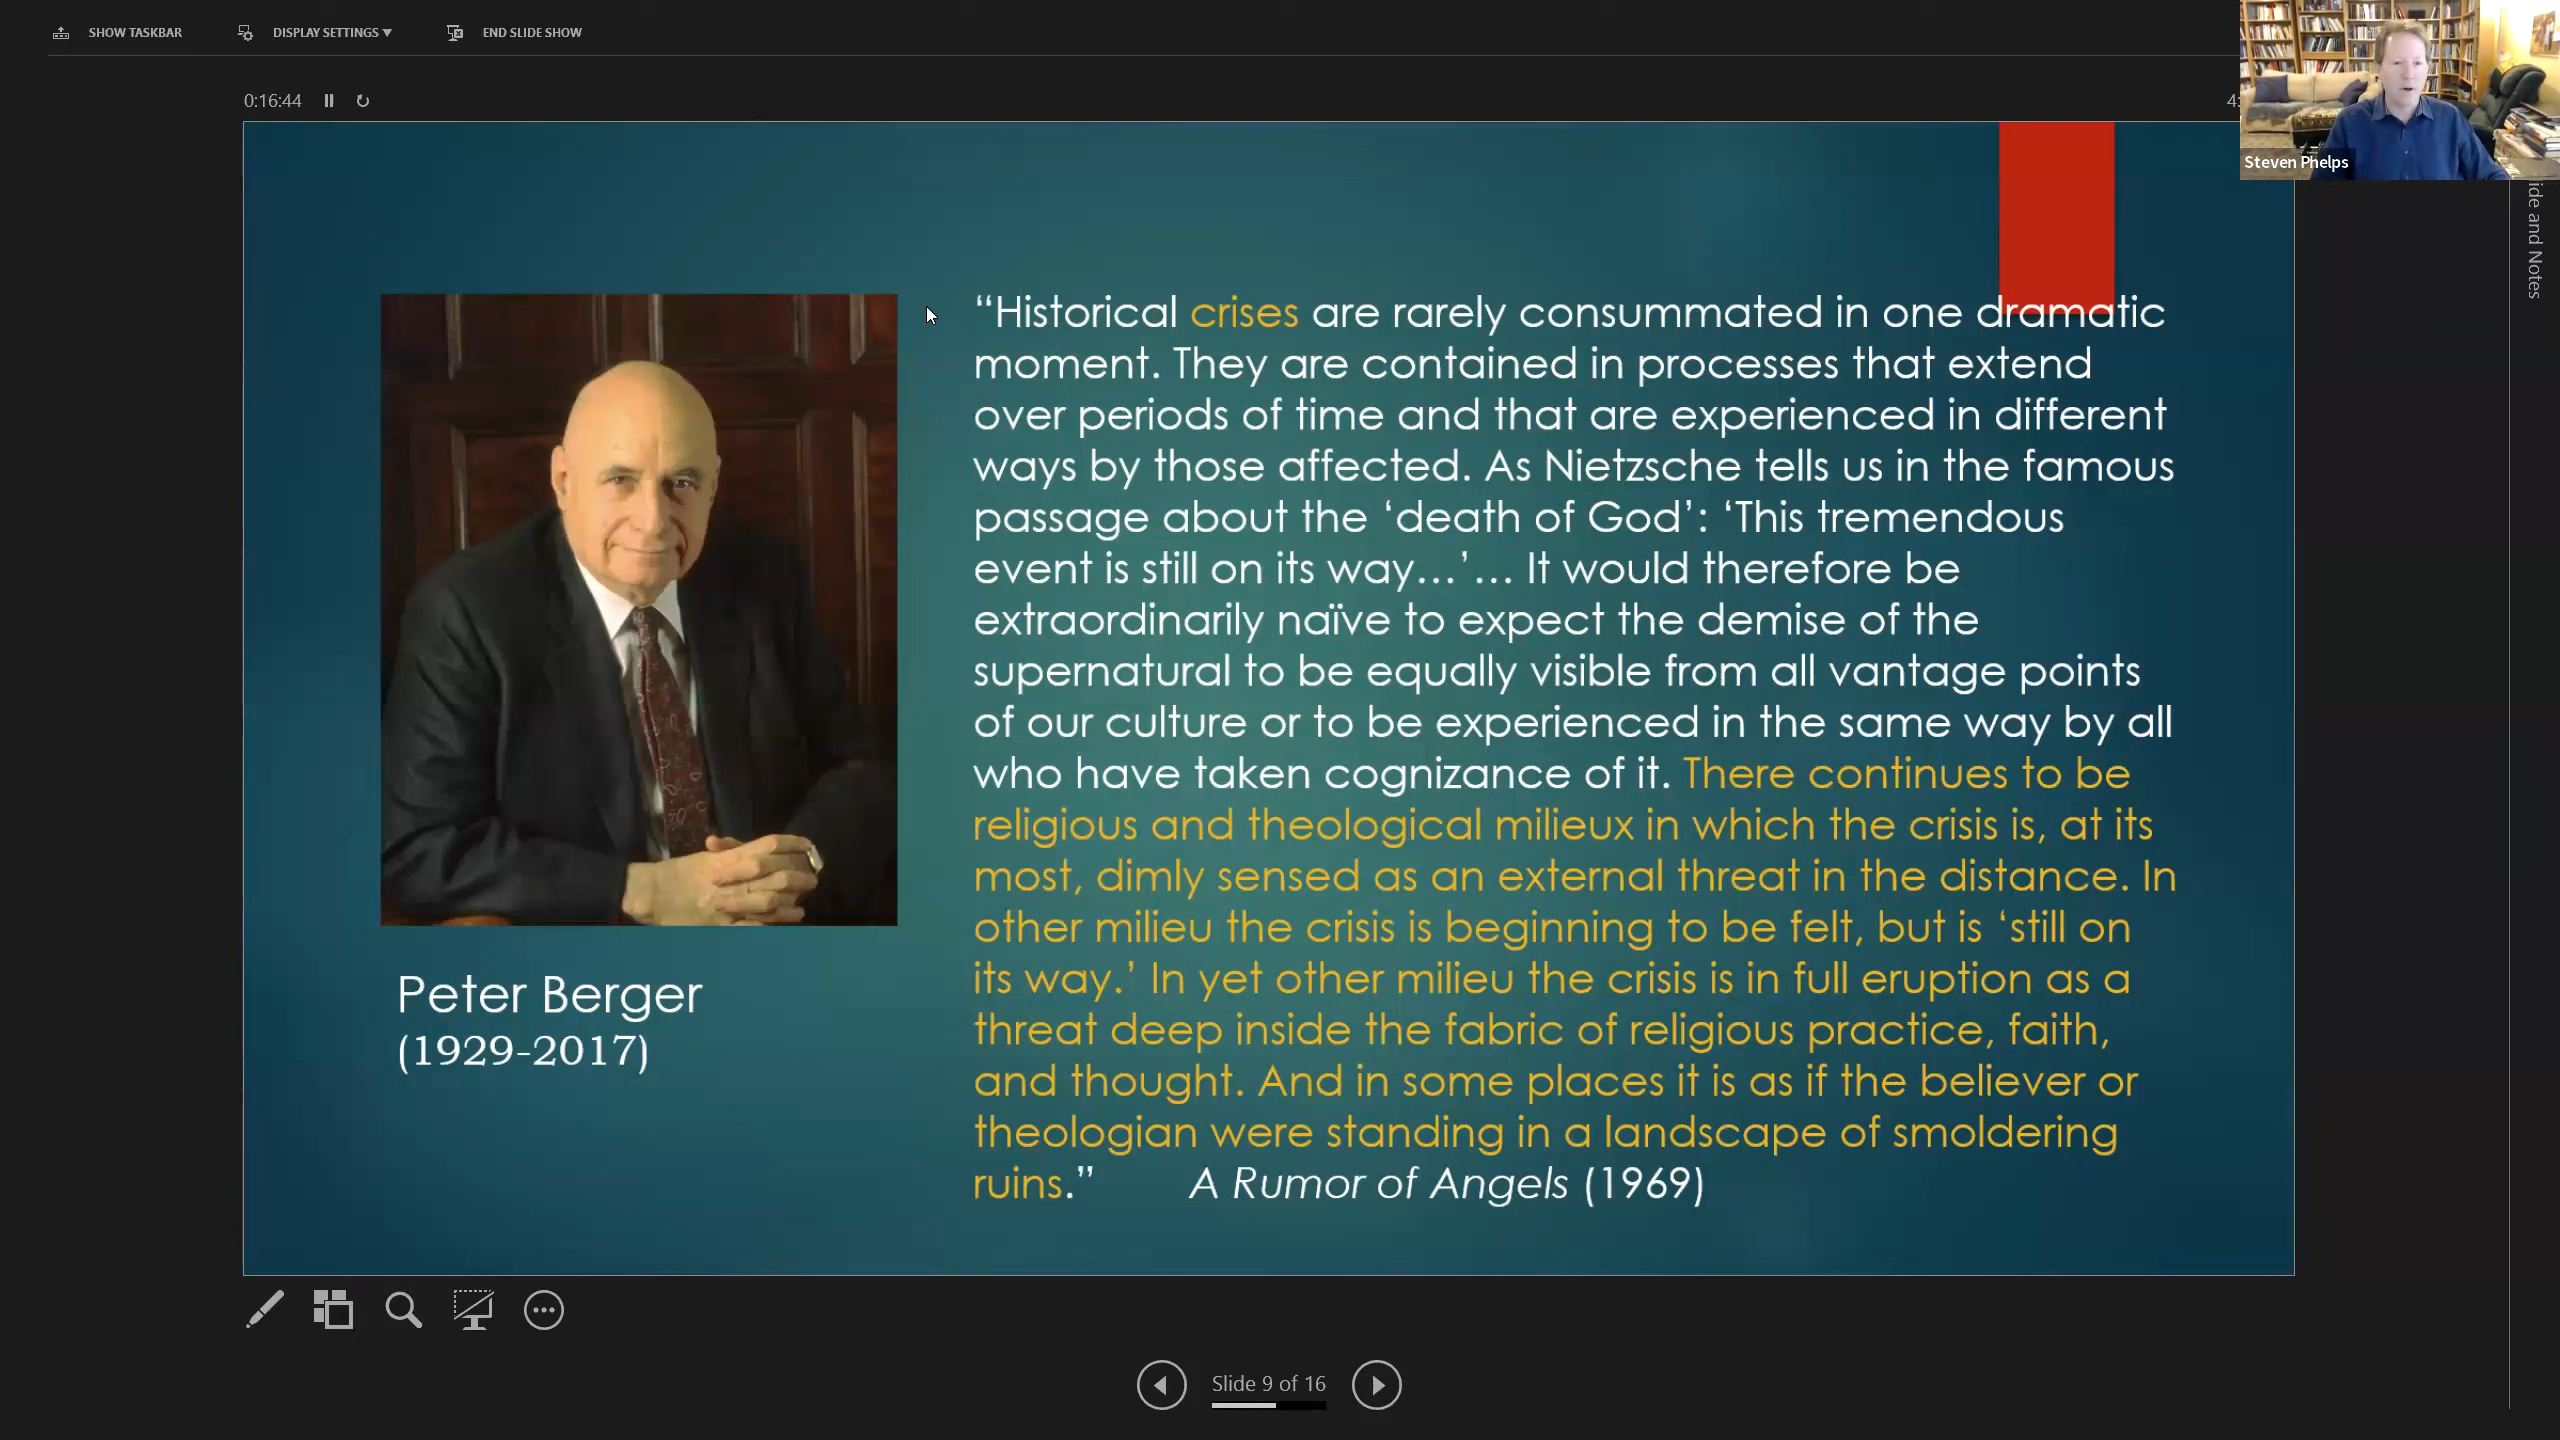 SHOW TASKBAR
DISPLAY SETTINGS
END SLIDE SHOW
0:16:44
Steven Phelps
and Notes
“Historical crises are rarely consummated in one dramatic
moment. They are contained in processes that extend
over periods of time and that are experienced in different
ways by those affected. As Nietzsche tells us in the famous
passage about the ‘death of God’: ‘This tremendous
event is still on its way…’… It would therefore be
extraordinarily naïve to expect the demise of the
supernatural to be equally visible from all vantage points
of our culture or to be experienced in the same way by all
who have taken cognizance of it. There continues to be
religious and theological milieux in which the crisis is, at its
most, dimly sensed as an external threat in the distance. In
other milieu the crisis is beginning to be felt, but is ‘still on
its way.’ In yet other milieu the crisis is in full eruption as a
threat deep inside the fabric of religious practice, faith,
and thought. And in some places it is as if the believer or
theologian were standing in a landscape of smoldering
ruins.” A Rumor of Angels (1969)
Peter Berger
(1929-2017)
Slide 9 of 16